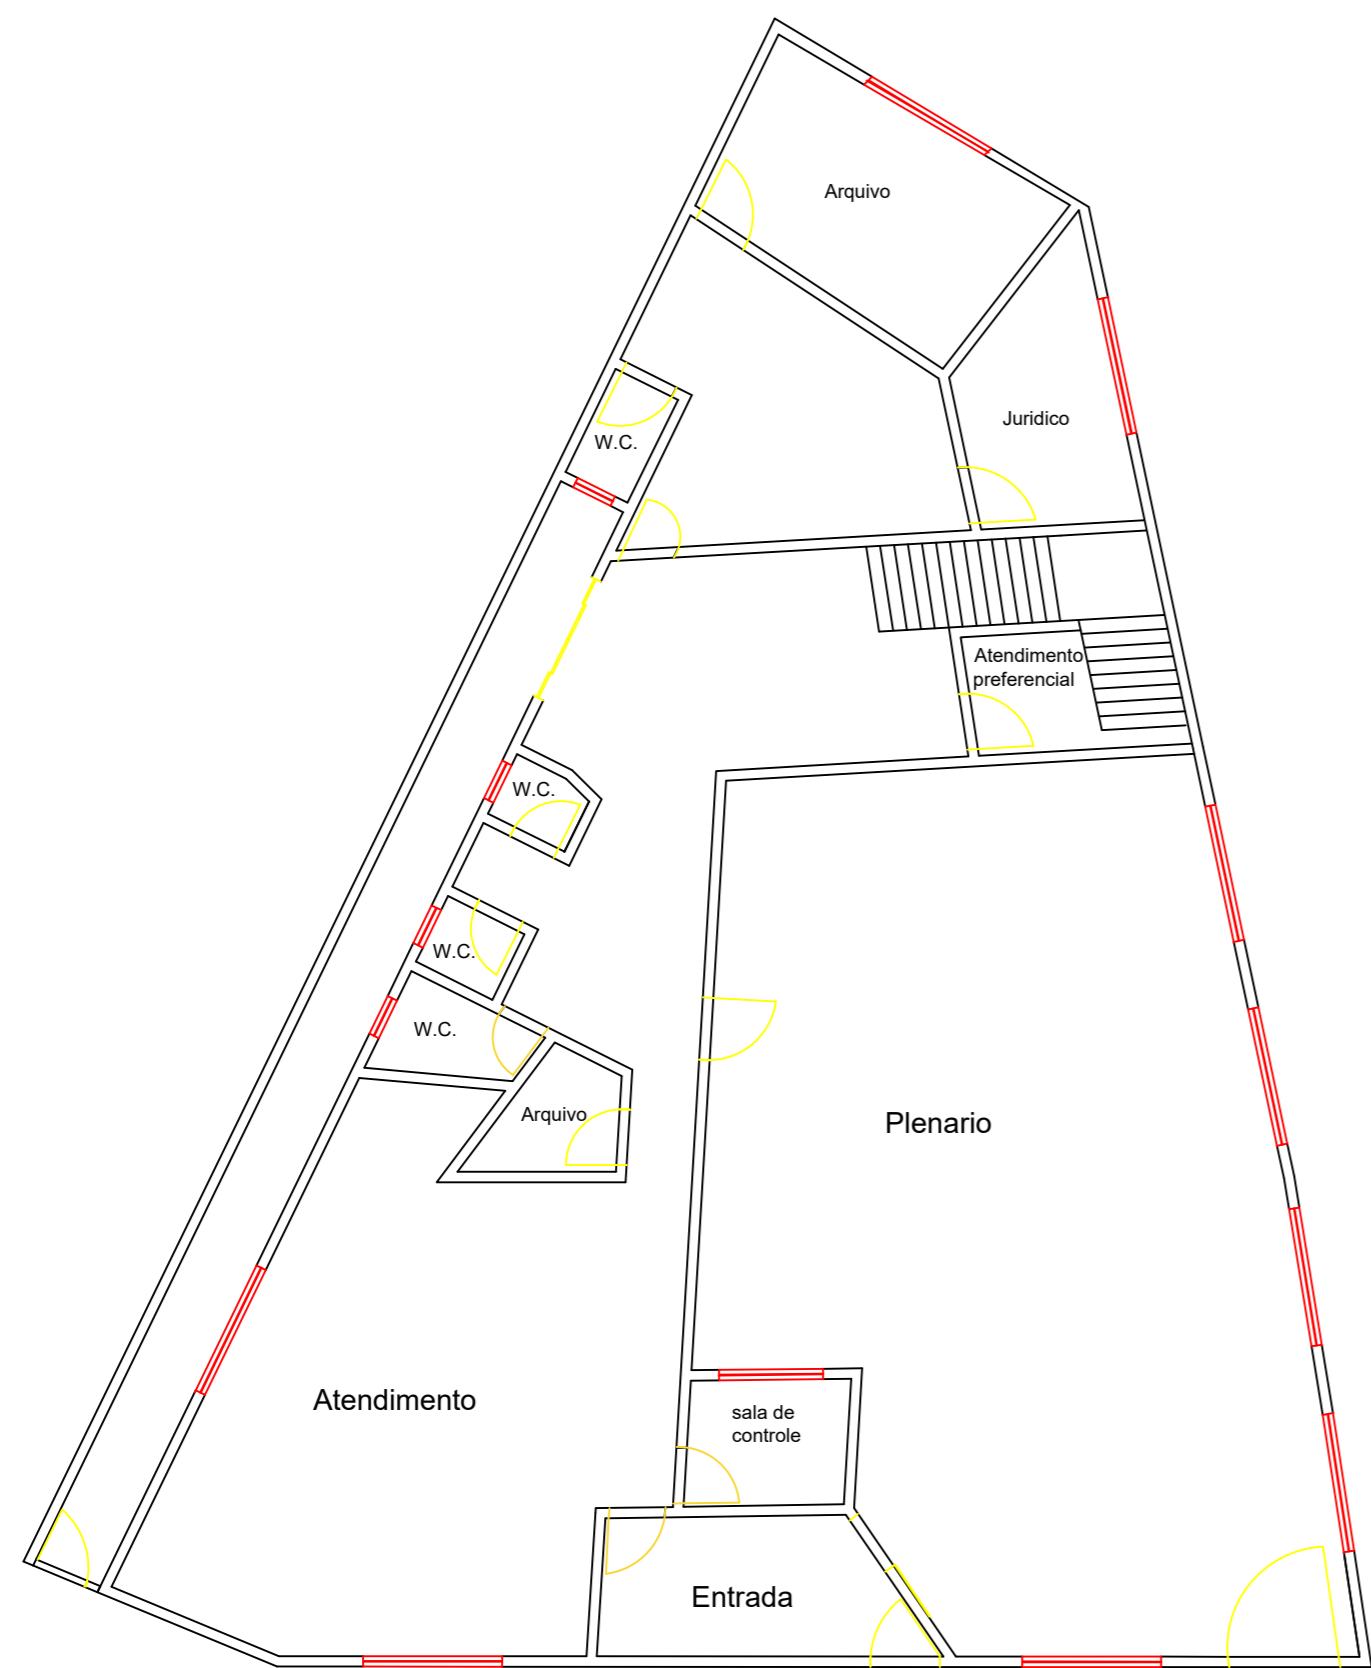 Arquivo
Juridico
W.C.
Atendimento
preferencial
W.C.
W.C.
W.C.
Arquivo
Plenario
Atendimento
sala de
controle
Entrada